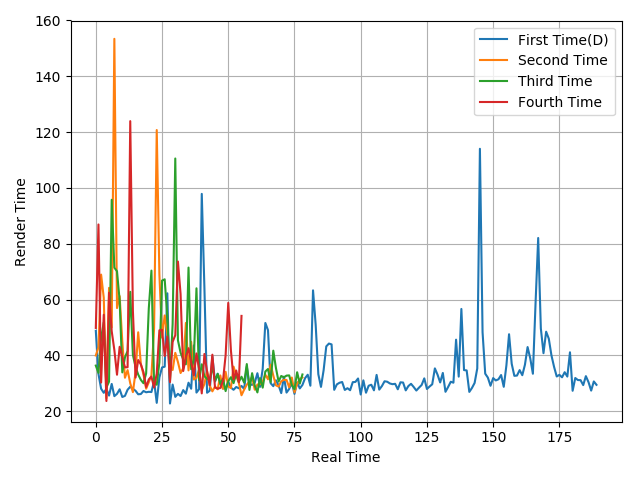 160
140
120
100
80
60
40
20
Render Time
0
25
50
75
100
125
150
175
Real Time
First Time(D)
Second Time
Third Time
Fourth Time